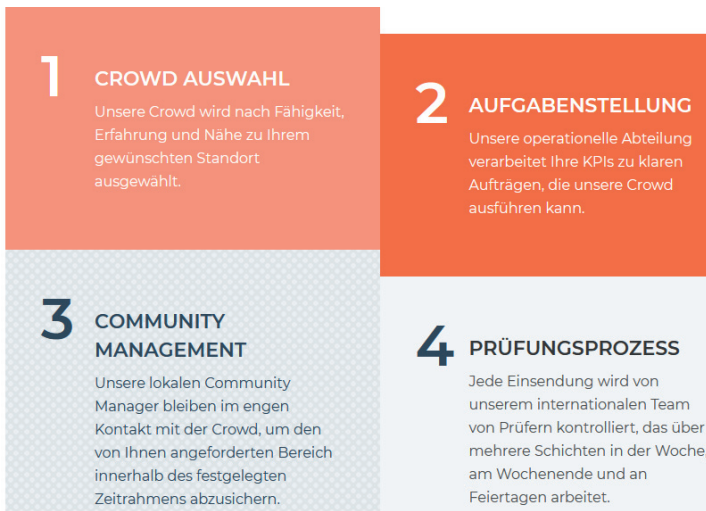 1
CROWD AUSWAHL
Unsere Crowd wird nach Fähigkeit,
Erfahrung und Nähe zu Ihrem
gewünschten Standort
ausgewählt.
2
AUFGABENSTELLUNG
Unsere operationelle Abteilung
verarbeitet Ihre KPIs zu klaren
Aufträgen, die unsere Crowd
ausführen kann.
3
COMMUNITY
MANAGEMENT
Unsere lokalen Community
Manager bleiben im engen
Kontakt mit der Crowd, um den
von Ihnen angeforderten Bereich
innerhalb des festgelegten
Zeitrahmens abzusichern.
4
PRÜFUNGSPROZESS
Jede Einsendung wird von
unserem internationalen Team
von Prüfern kontrolliert, das über
mehrere Schichten in der Woche,
am Wochenende und an
Feiertagen arbeitet.